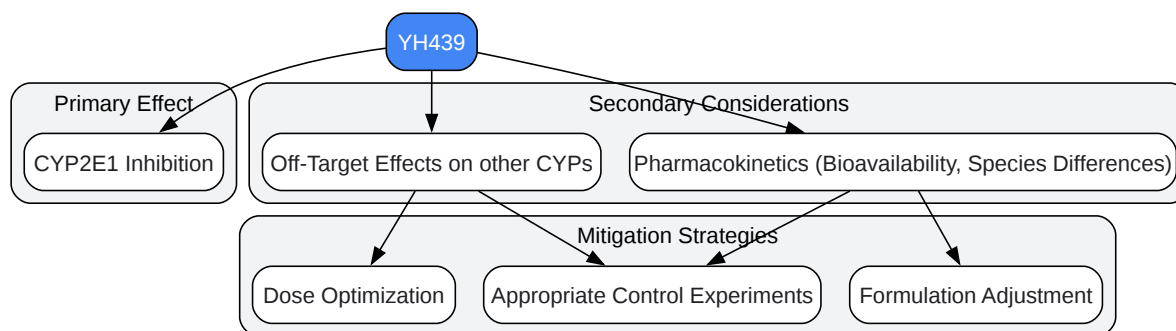 YH439
Primary Effect
Secondary Considerations
CYP2E1 Inhibition
Off-Target Effects on other CYPs
Pharmacokinetics (Bioavailability, Species Differences)
Mitigation Strategies
Dose Optimization
Appropriate Control Experiments
Formulation Adjustment